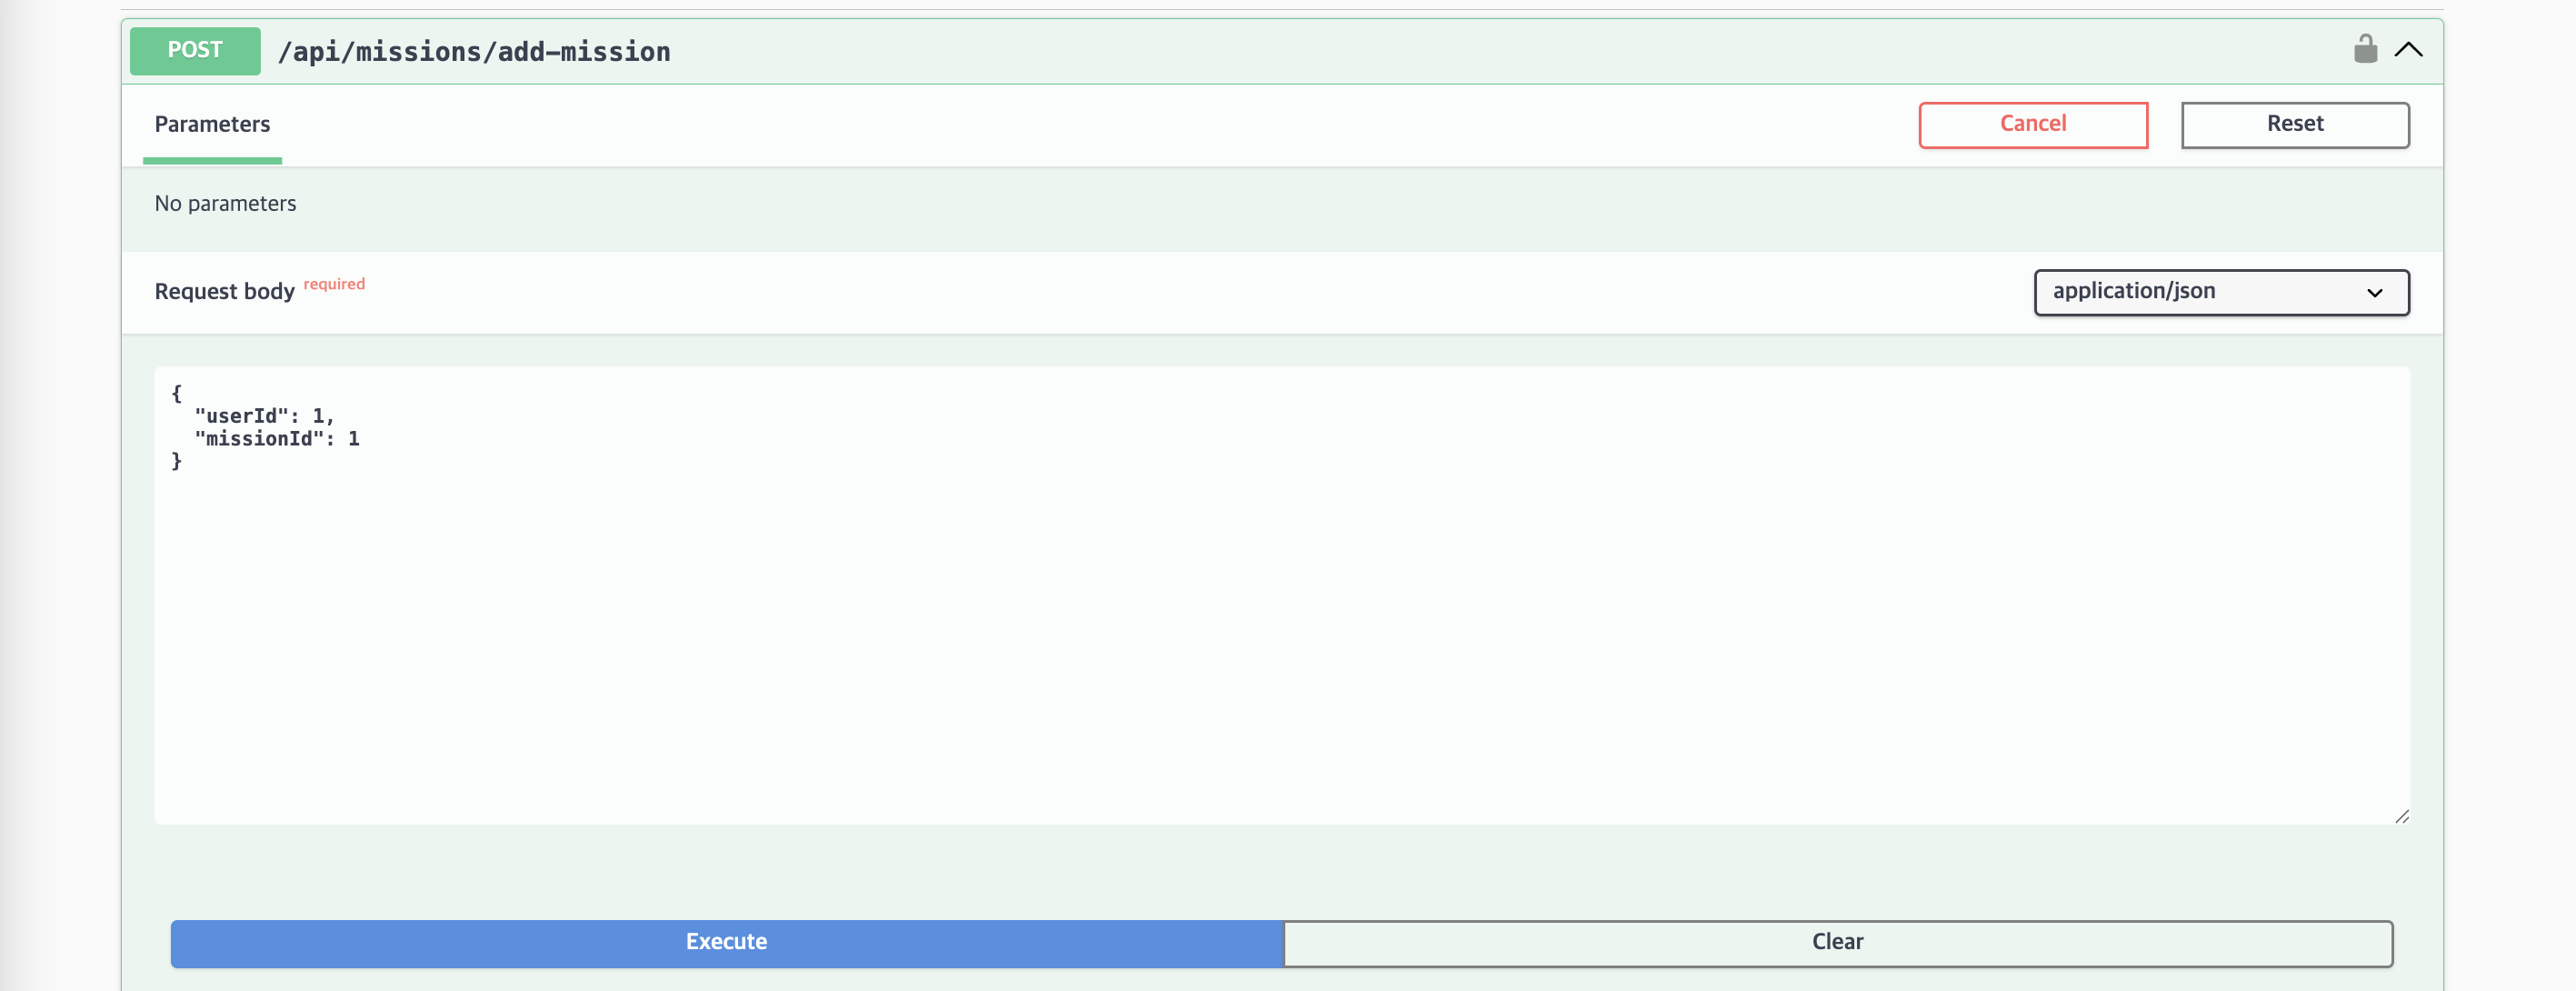 POST /api/missions/add-mission
Parameters
Cancel
Reset
No parameters
Request body required
application/json
{
  "userId": 1,
  "missionId": 1
}
Execute
Clear